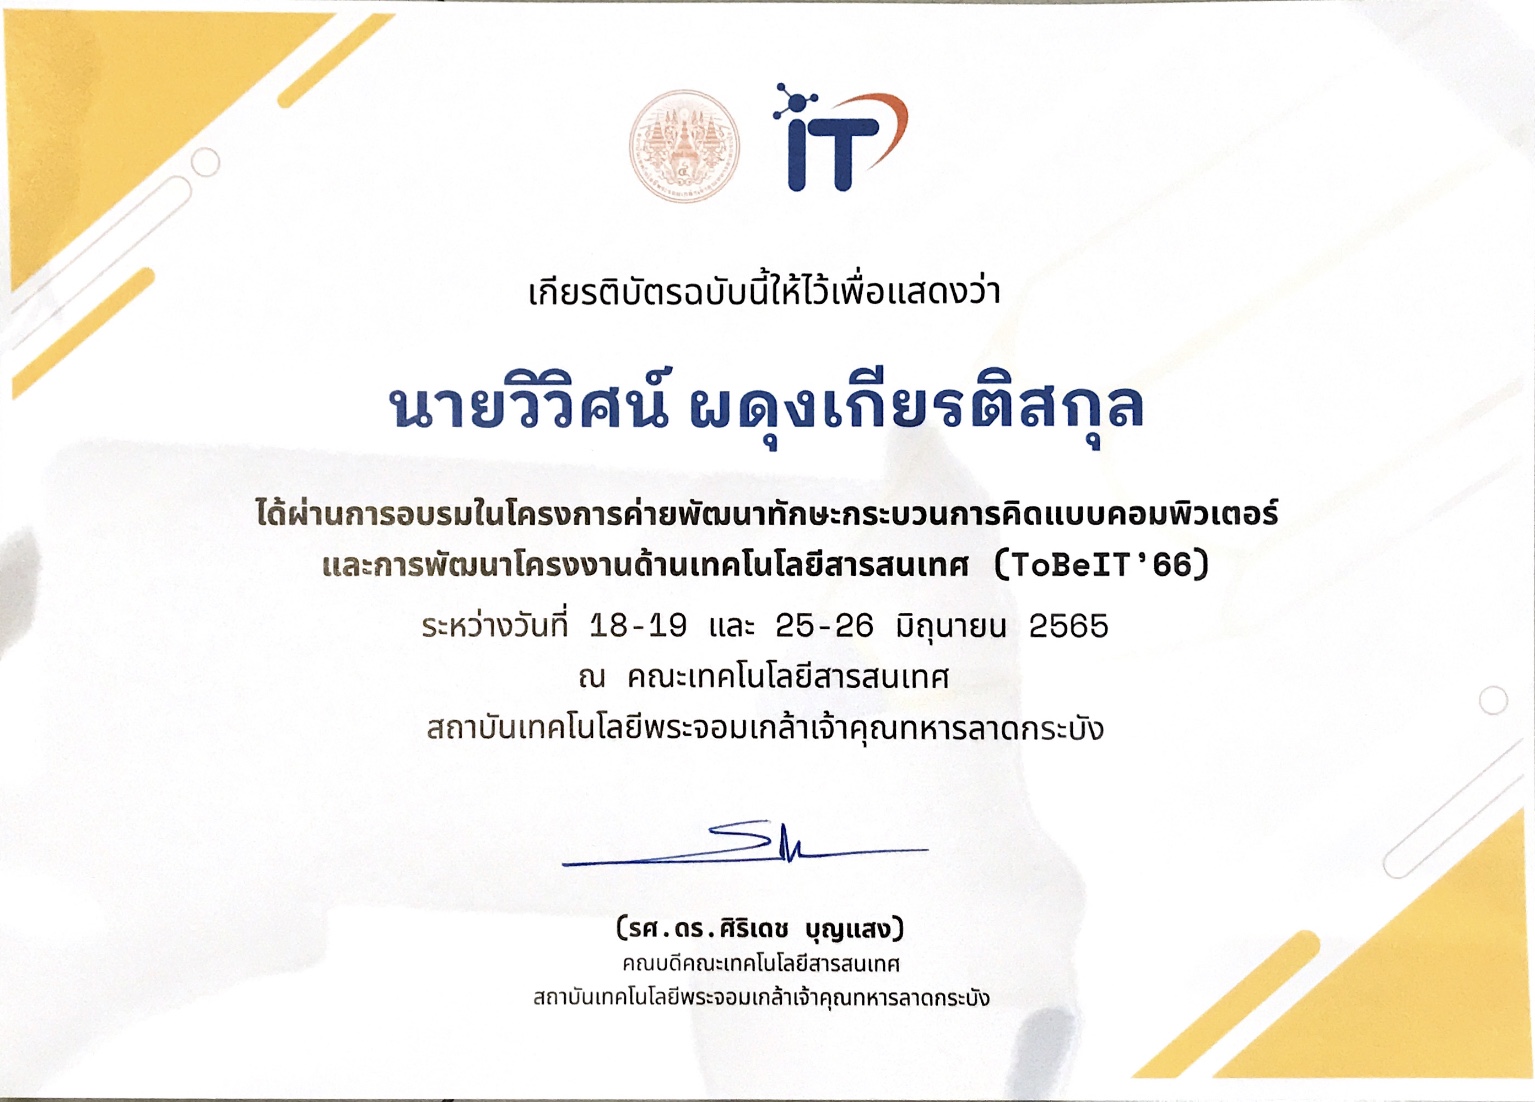 IT
เกียรติบัตรฉบับนี้ให้ไว้เพื่อแสดงว่า
นายวิวิศน์ ผดุงเกียรติสกุล
ได้ผ่านการอบรมในโครงการค่ายพัฒนาทักษะกระบวนการคิดแบบคอมพิวเตอร์
และการพัฒนาโครงงานด้านเทคโนโลยีสารสนเทศ (ToBeIT'66)
ระหว่างวันที่ 18-19 และ 25-26 มิถุนายน 2565
ณ คณะเทคโนโลยีสารสนเทศ
สถาบันเทคโนโลยีพระจอมเกล้าเจ้าคุณทหารลาดกระบัง
(รศ.ดร.ศิริเดช บุญแสง)
คณบดีคณะเทคโนโลยีสารสนเทศ
สถาบันเทคโนโลยีพระจอมเกล้าเจ้าคุณทหารลาดกระบัง